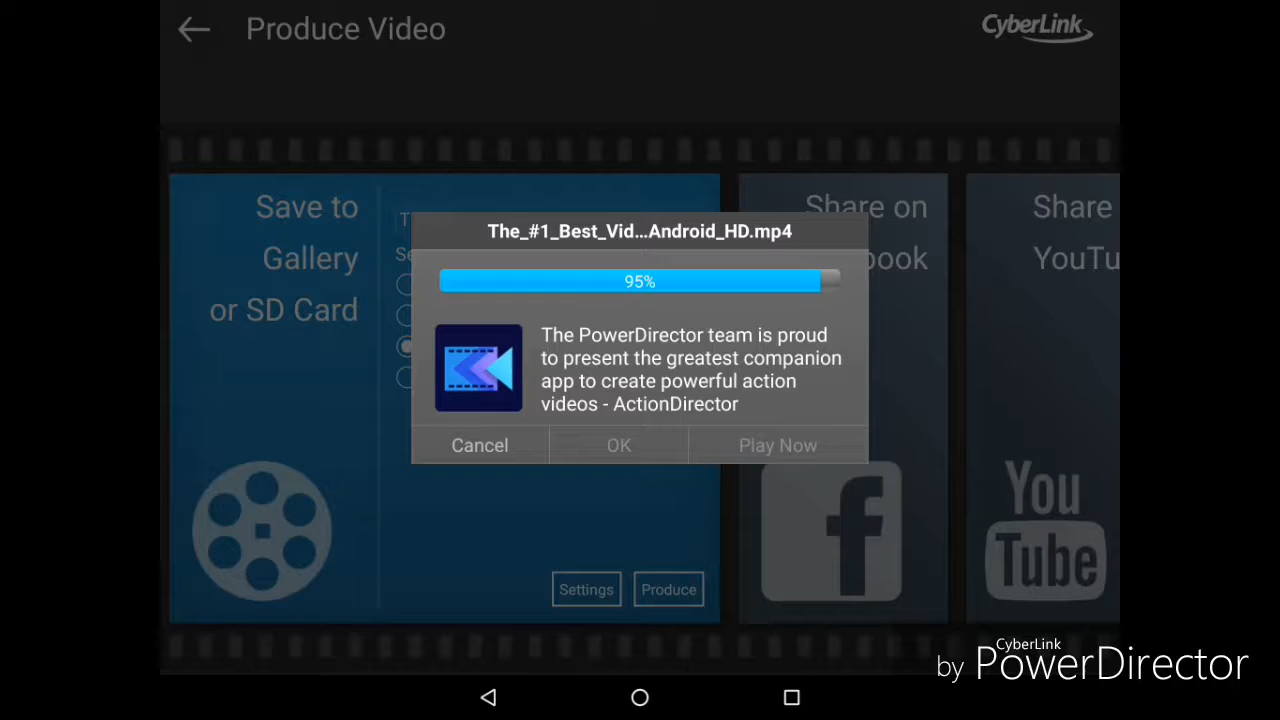 Produce Video
CyberLink
Save to
Gallery
or SD Card
T
Se
The_#1_Best_Vid...Android_HD.mp4
95%
The PowerDirector team is proud
to present the greatest companion
app to create powerful action
videos - ActionDirector
Cancel
OK
Play Now
Settings
Produce
Share on
book
f
Share
YouTu
You
Tube
CyberLink
by PowerDirector